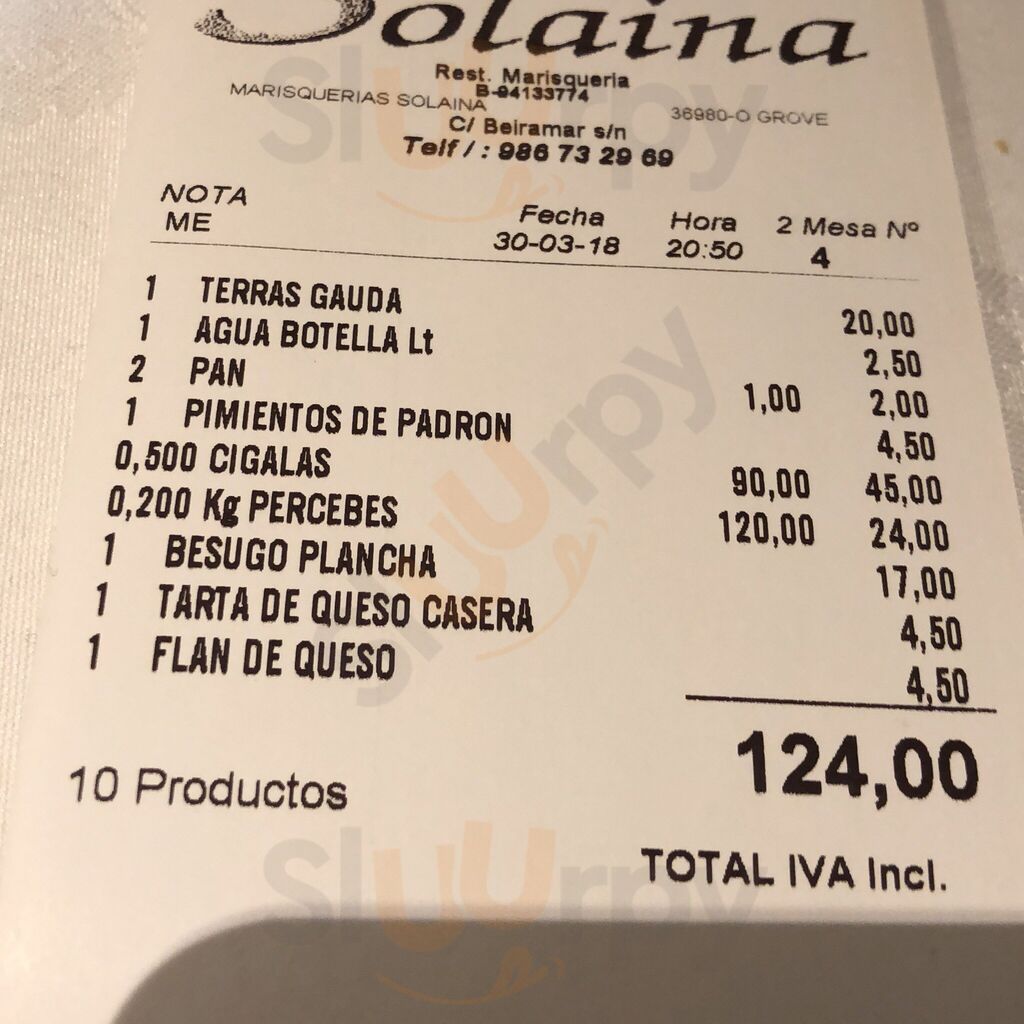 Solaina
Rest. Marisqueria
B-94133774
MARISQUERIAS SOLAINA 36980-O GROVE
C/ Beiramar s/n
Telf/: 986 73 29 69
NOTA Fecha Hora 2 Mesa Nº
ME 30-03-18 20:50 4
1 TERRAS GAUDA 20,00
1 AGUA BOTELLA Lt 2,50
2 PAN 1,00 2,00
1 PIMIENTOS DE PADRON 4,50
0,500 CIGALAS 90,00 45,00
0,200 Kg PERCEBES 120,00 24,00
1 BESUGO PLANCHA 17,00
1 TARTA DE QUESO CASERA 4,50
1 FLAN DE QUESO 4,50
10 Productos 124,00
TOTAL IVA Incl.
Sluurpy
Sluurpy
Sluurpy